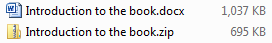 Introduction to the book.docx 1,037 KB
Introduction to the book.zip 695 KB